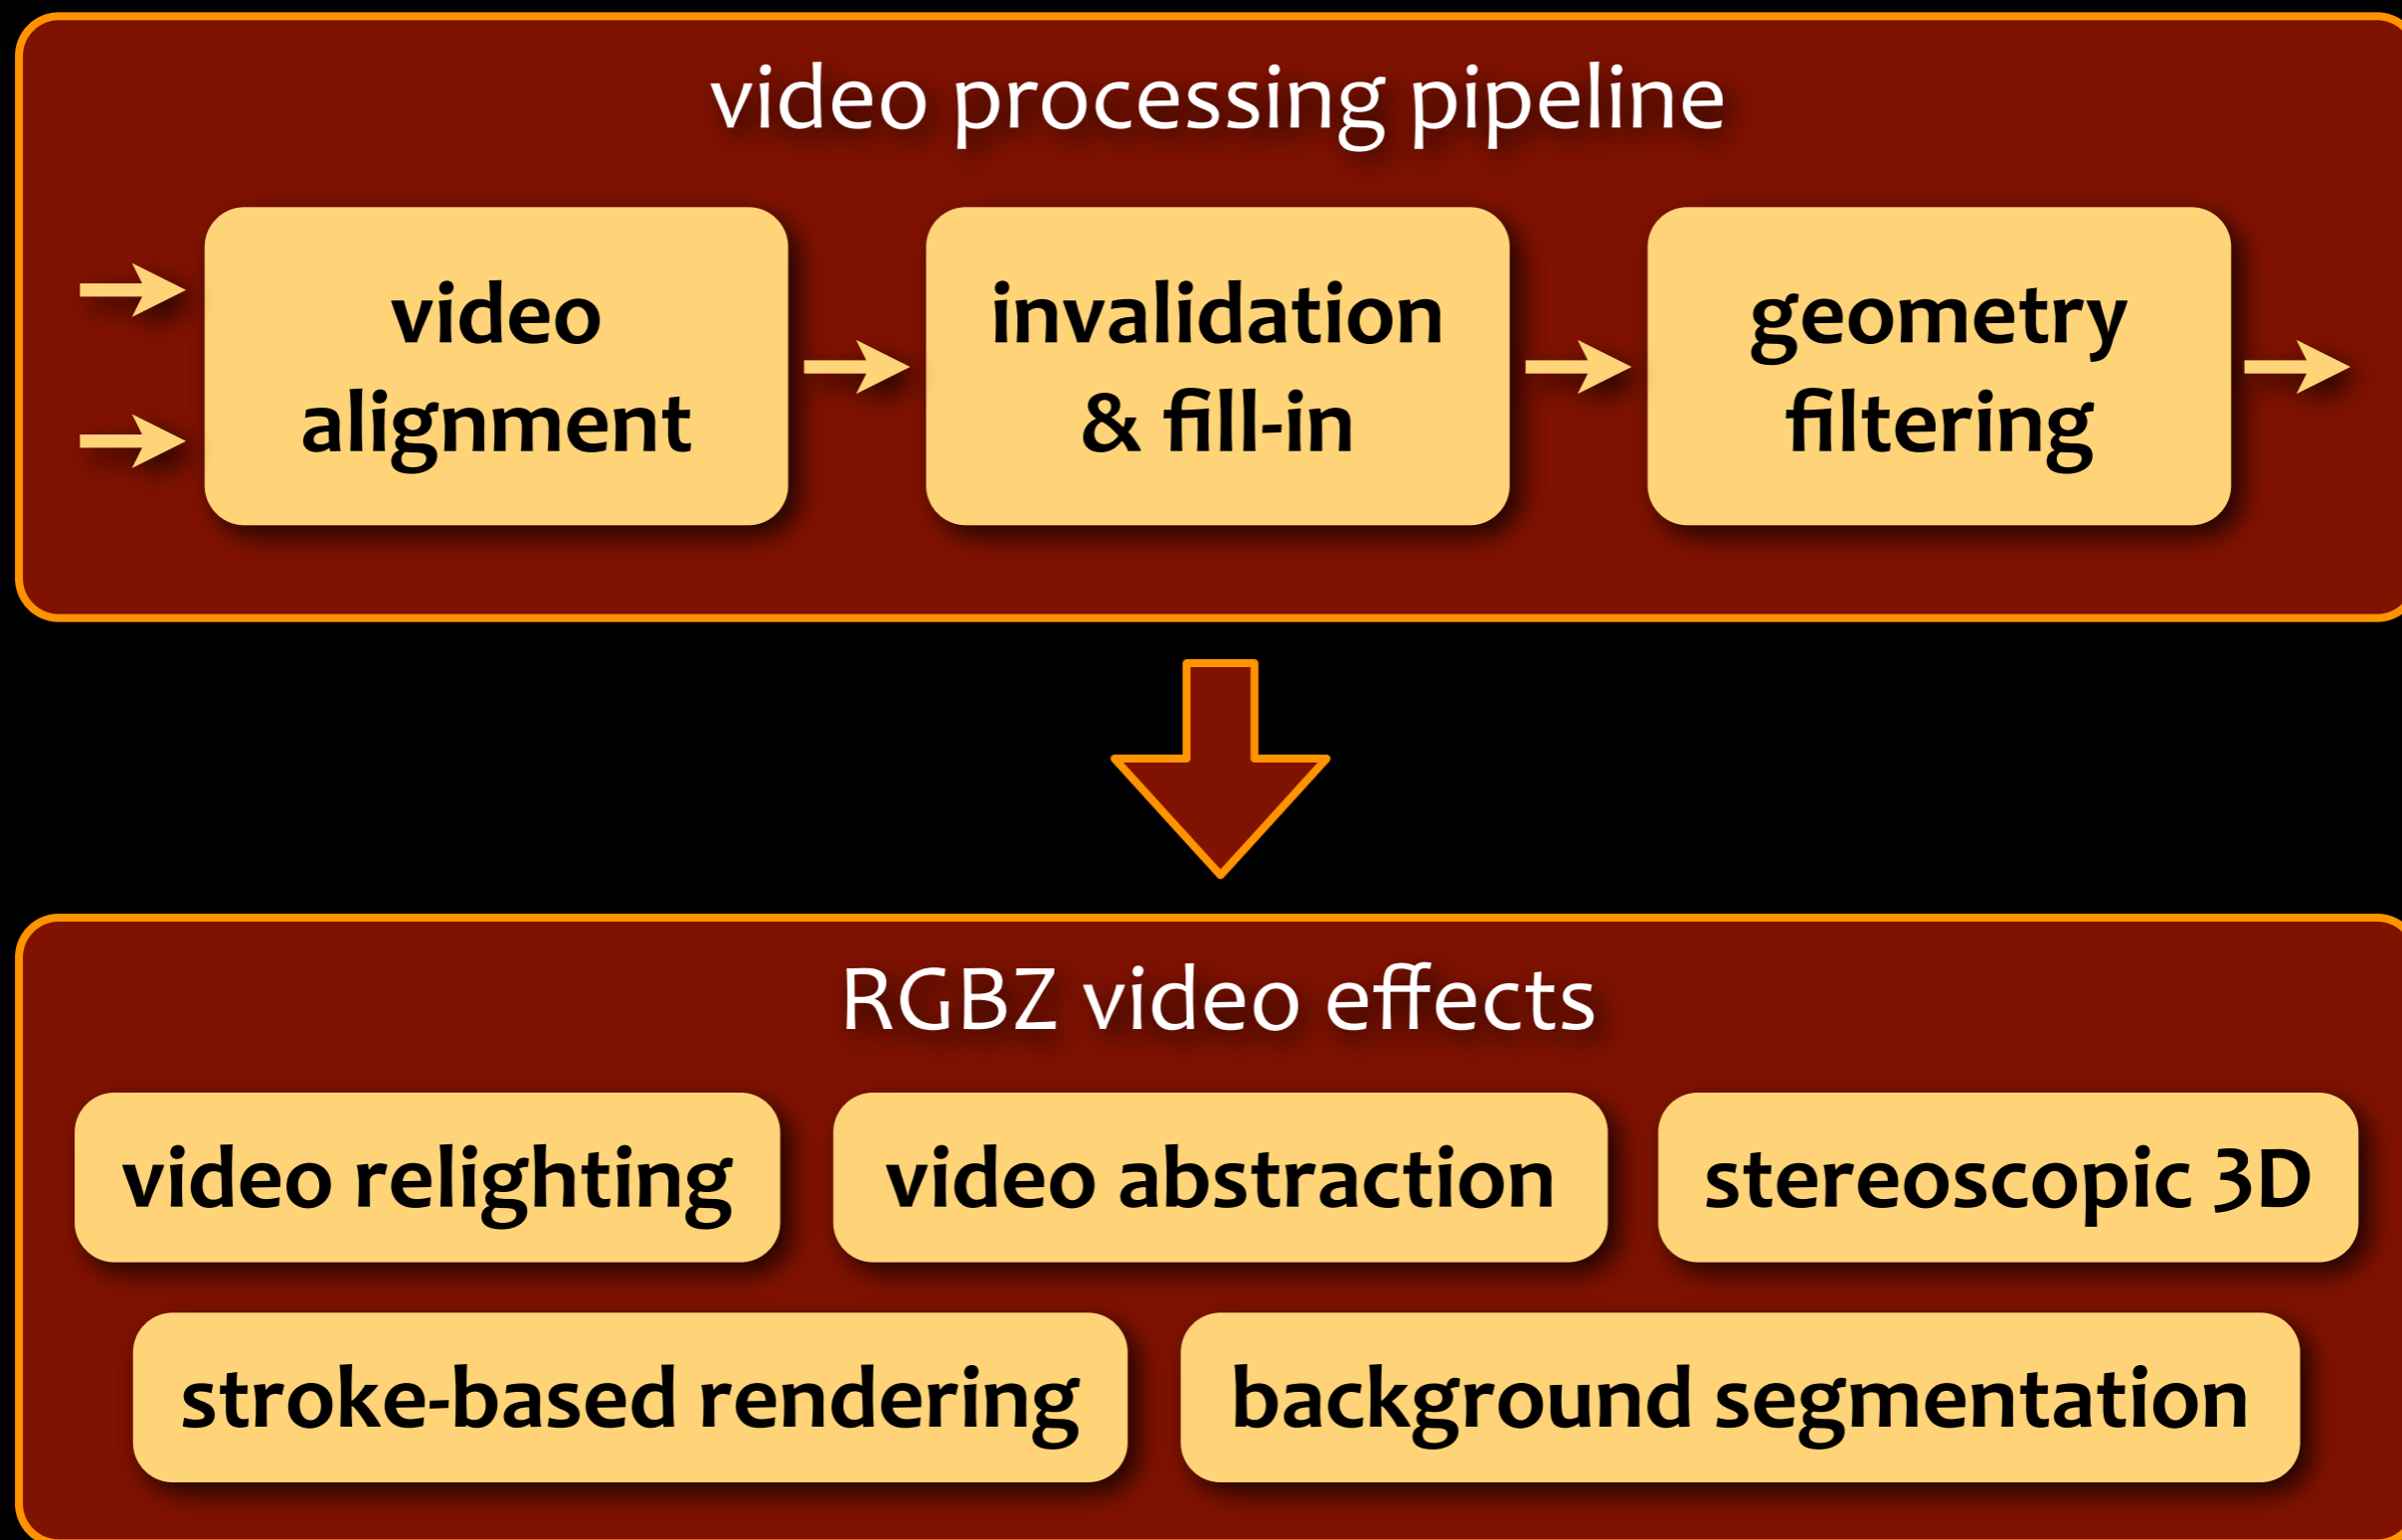 video processing pipeline
video
alignment
invalidation
& fill-in
geometry
filtering
RGBZ video effects
video relighting
video abstraction
stereoscopic 3D
stroke-based rendering
background segmentation